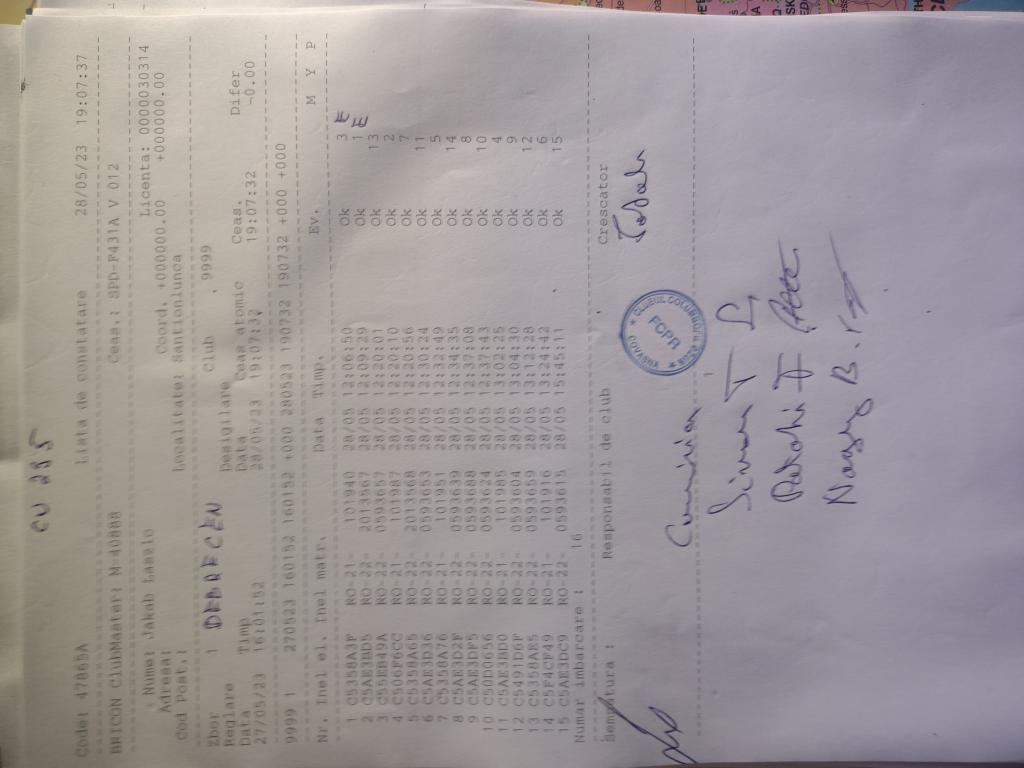 CV 295
Code: 47865A Lista de constatare 28/05/23 19:07:37
BRICON ClubMaster: M-40888 Ceas.: SPD-F431A V 012
Nume: Jakab Laszlo Licenta: 0000030314
Adresa: Coord. +000000.00 +0000000.00
Cod Post.: Localitate: Santionlunca
Zbor 1 DEBRECEN Club , 9999
Reglare Desigilare
Data Timp Data Ceas atomic Ceas. Difer
27/05/23 16:01:52 28/05/23 19:07:32 19:07:32 -0.00
9999 1 270523 160152 160152 +000 280523 190732 190732 +000 +000
Nr. Inel el. Inel matr. Data Timp. Ev. M Y P
1 C5358A3F RO-21- 101940 28/05 12:06:50 Ok 3 E
2 C5AE3BD5 RO-22- 2013567 28/05 12:09:29 Ok 1 E
3 C55EB49A RO-22- 0593657 28/05 12:20:01 Ok 13
4 C506F6CC RO-21- 101987 28/05 12:20:10 Ok 2
5 C5358A65 RO-22- 2013568 28/05 12:20:56 Ok 7
6 C5AE3D36 RO-22- 0593653 28/05 12:30:24 Ok 11
7 C5358A76 RO-21- 101951 28/05 12:32:49 Ok 5
8 C5AE3D2F RO-22- 0593639 28/05 12:34:35 Ok 14
9 C5AE3DF5 RO-22- 0593688 28/05 12:37:08 Ok 8
10 C50D0C56 RO-22- 0593624 28/05 12:37:43 Ok 10
11 C5AE3BD0 RO-21- 101985 28/05 13:02:25 Ok 4
12 C5491D6F RO-22- 0593604 28/05 13:04:30 Ok 9
13 C5358AE5 RO-22- 0593659 28/05 13:12:28 Ok 12
14 C5F4CF49 RO-21- 101916 28/05 13:24:42 Ok 6
15 C5AE3DC9 RO-22- 0593615 28/05 15:45:11 Ok 15
Numar imbarcare : 16
Semnatura : Responsabil de club Crescator
CLUBUL COLUMBOFIL
FCPR
COVASNA
Nagy B.